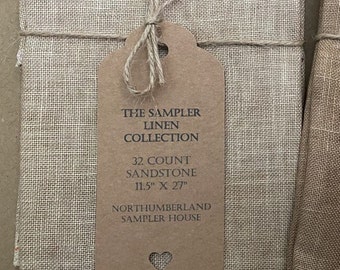 THE SAMPLER
LINEN
COLLECTION
32 COUNT
SANDSTONE
11.5" X 27"
NORTHUMBERLAND
SAMPLER HOUSE